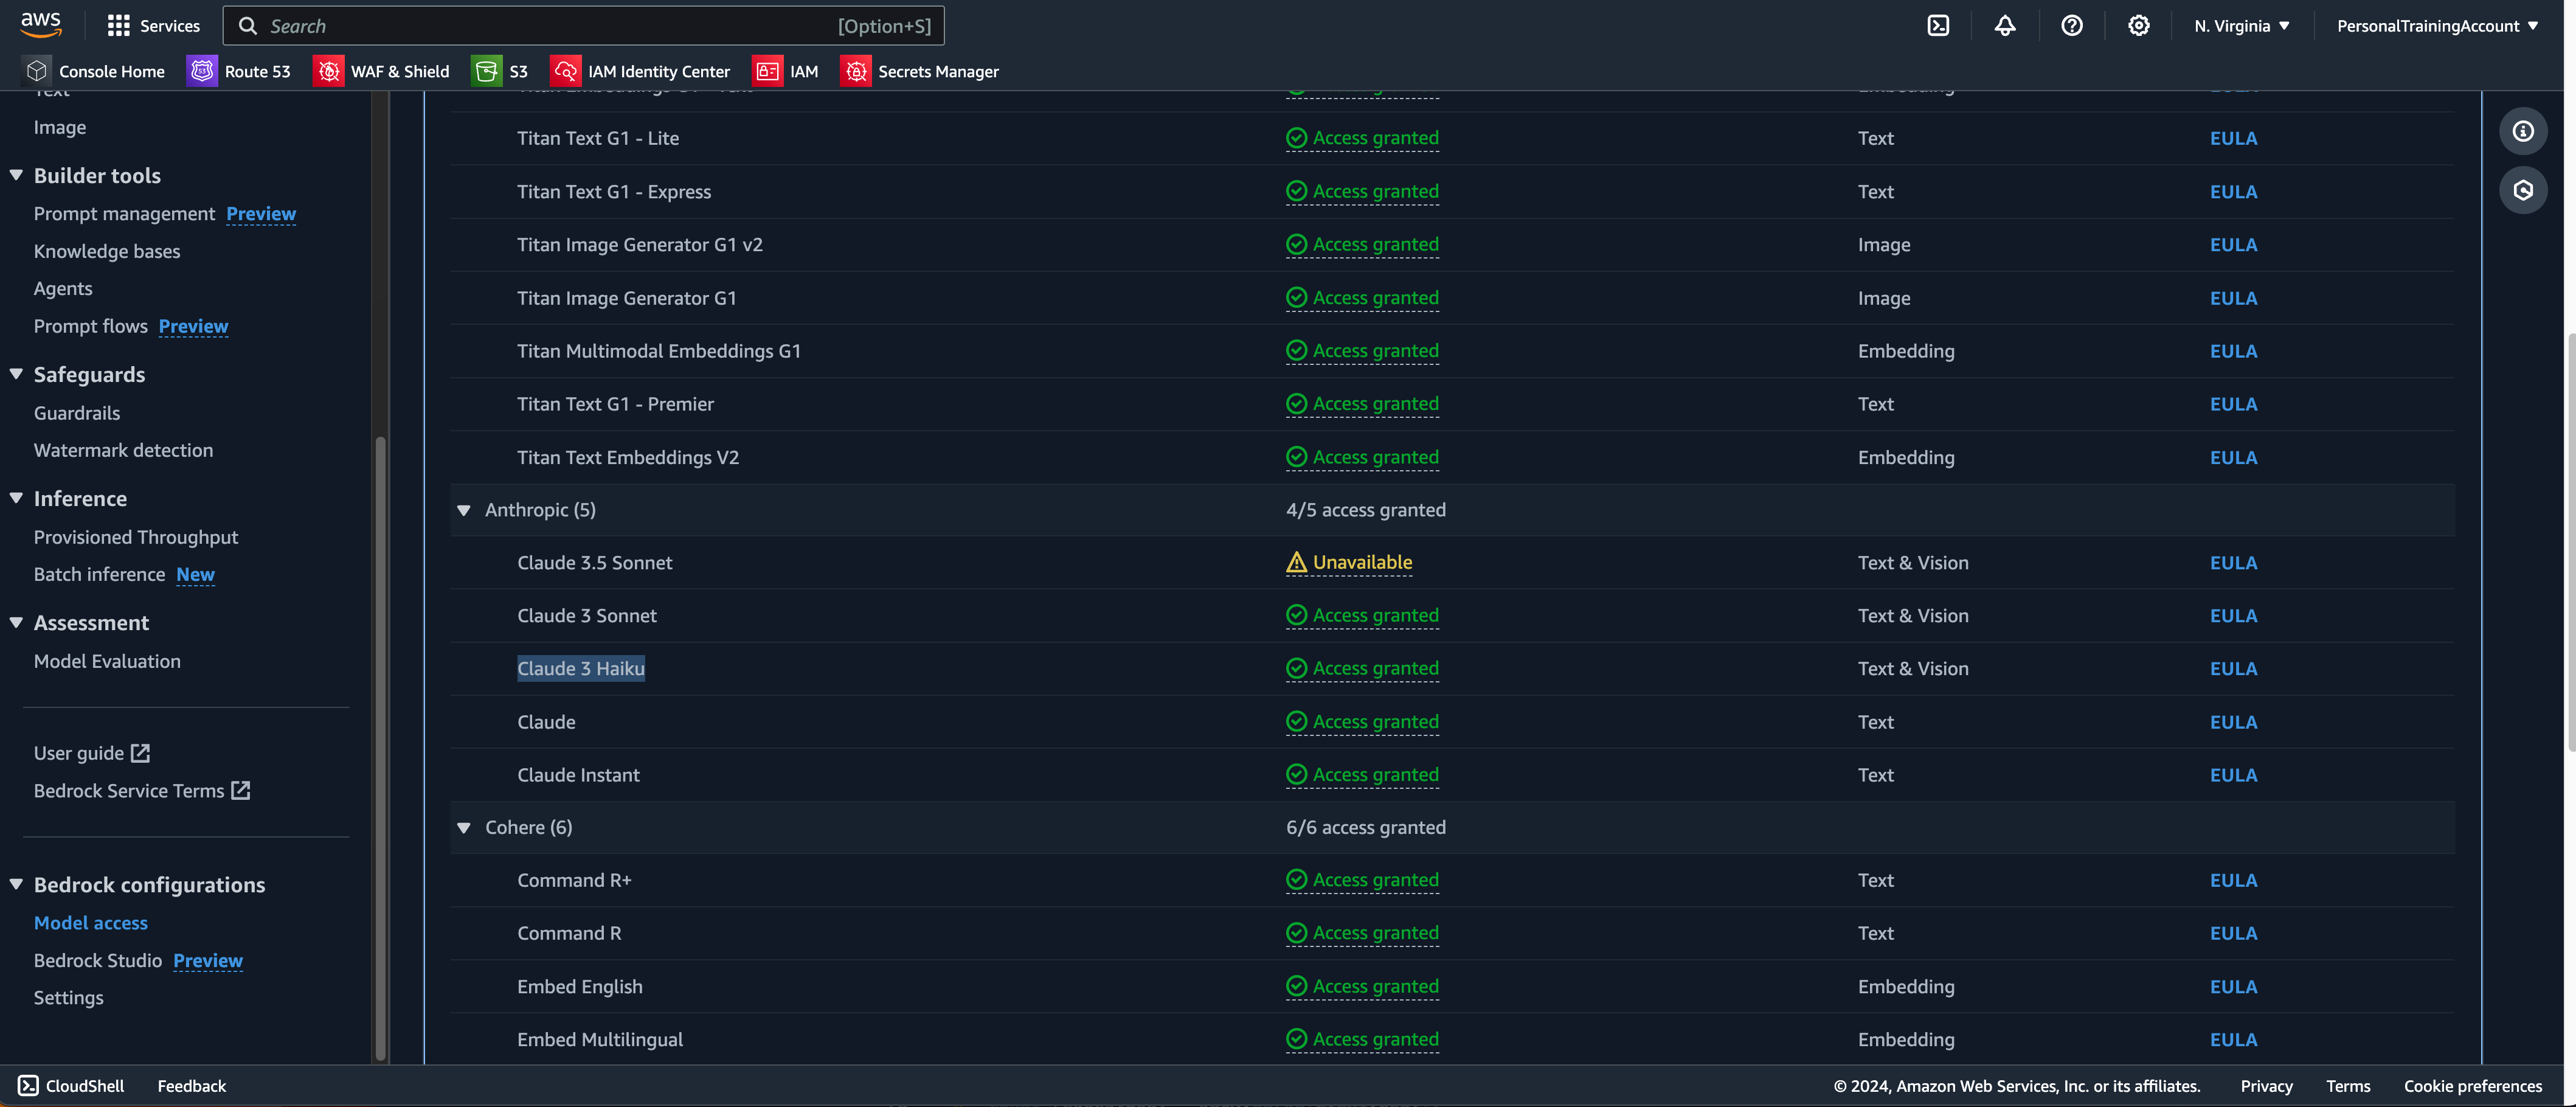 aws Services Search [Option+S] N. Virginia PersonalTrainingAccount
Console Home Route 53 WAF & Shield S3 IAM Identity Center IAM Secrets Manager
Text
Image
Builder tools
Prompt management Preview
Knowledge bases
Agents
Prompt flows Preview
Safeguards
Guardrails
Watermark detection
Inference
Provisioned Throughput
Batch inference New
Assessment
Model Evaluation
User guide
Bedrock Service Terms
Bedrock configurations
Model access
Bedrock Studio Preview
Settings
Titan Text G1 - Lite Access granted Text EULA
Titan Text G1 - Express Access granted Text EULA
Titan Image Generator G1 v2 Access granted Image EULA
Titan Image Generator G1 Access granted Image EULA
Titan Multimodal Embeddings G1 Access granted Embedding EULA
Titan Text G1 - Premier Access granted Text EULA
Titan Text Embeddings V2 Access granted Embedding EULA
Anthropic (5) 4/5 access granted
Claude 3.5 Sonnet Unavailable Text & Vision EULA
Claude 3 Sonnet Access granted Text & Vision EULA
Claude 3 Haiku Access granted Text & Vision EULA
Claude Access granted Text EULA
Claude Instant Access granted Text EULA
Cohere (6) 6/6 access granted
Command R+ Access granted Text EULA
Command R Access granted Text EULA
Embed English Access granted Embedding EULA
Embed Multilingual Access granted Embedding EULA
CloudShell Feedback © 2024, Amazon Web Services, Inc. or its affiliates. Privacy Terms Cookie preferences